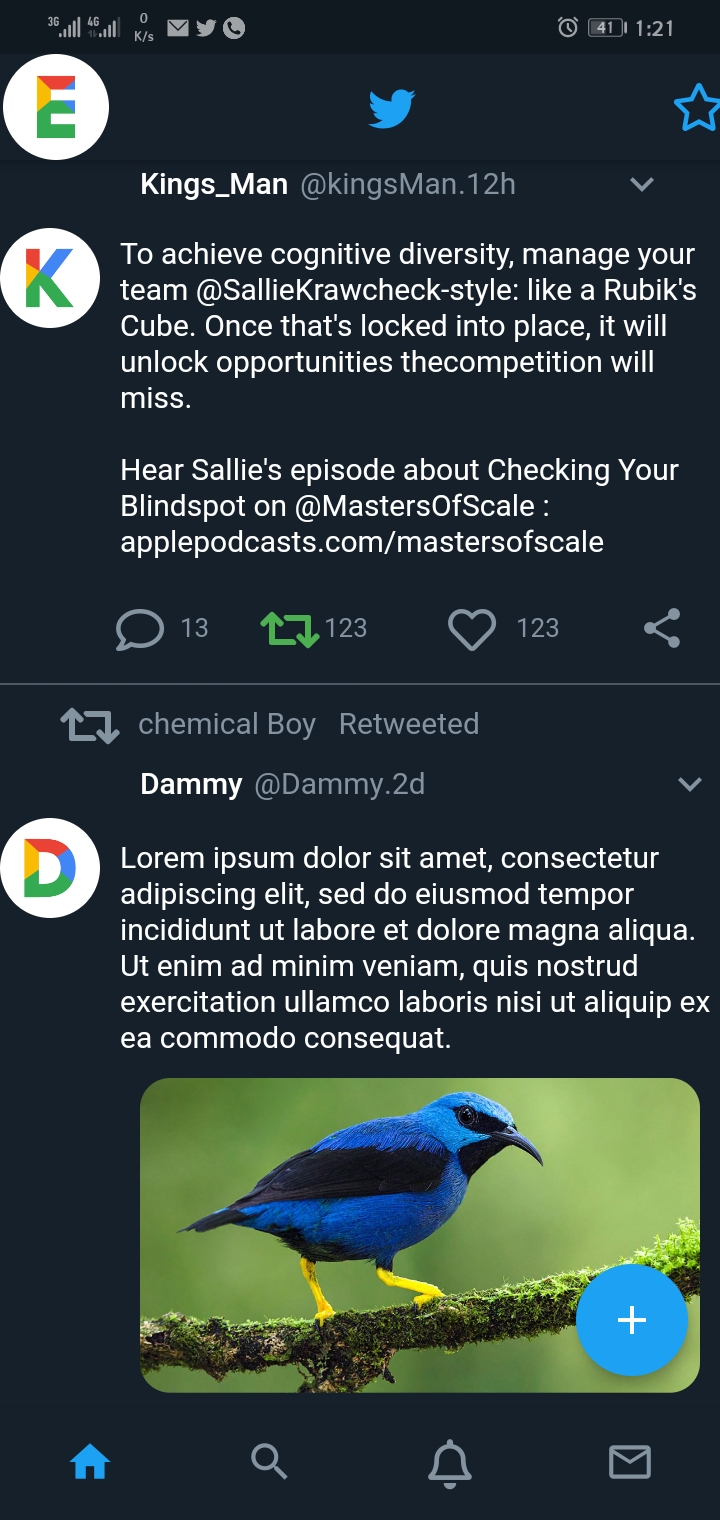 3G 4G 0 K/s 41 1:21
E
Kings_Man @kingsMan.12h
K
To achieve cognitive diversity, manage your
team @SallieKrawcheck-style: like a Rubik's
Cube. Once that's locked into place, it will
unlock opportunities thecompetition will
miss.
Hear Sallie's episode about Checking Your
Blindspot on @MastersOfScale :
applepodcasts.com/mastersofscale
13 123 123
chemical Boy Retweeted
Dammy @Dammy.2d
D
Lorem ipsum dolor sit amet, consectetur
adipiscing elit, sed do eiusmod tempor
incididunt ut labore et dolore magna aliqua.
Ut enim ad minim veniam, quis nostrud
exercitation ullamco laboris nisi ut aliquip ex
ea commodo consequat.